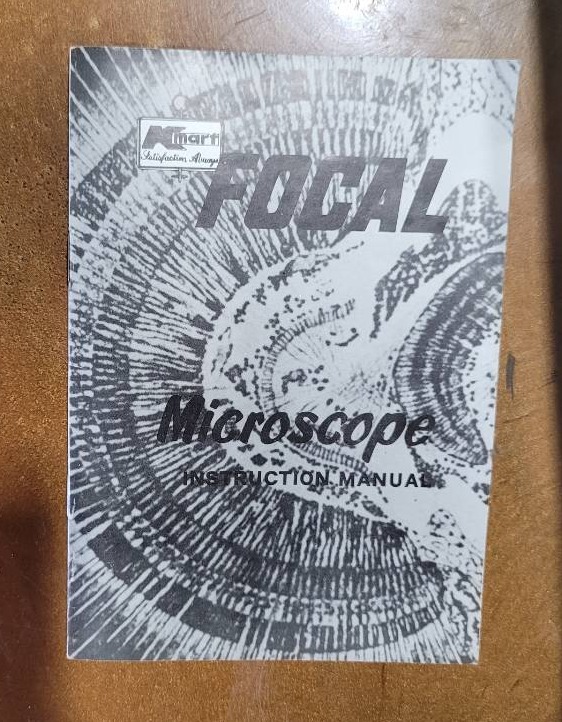 Kmart
Satisfaction Always
FOCAL
Microscope
INSTRUCTION MANUAL